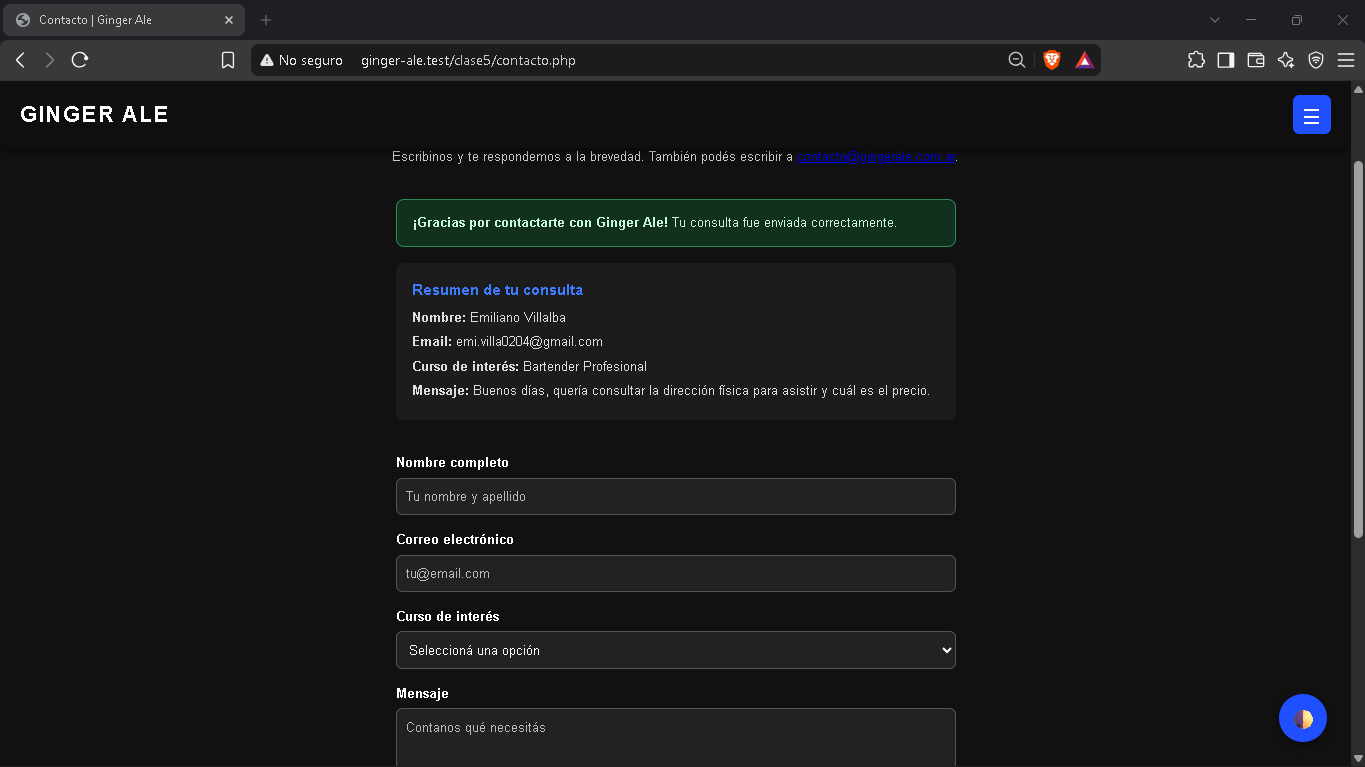 Contacto | Ginger Ale
No seguro ginger-ale.test/clase5/contacto.php
GINGER ALE
Escribinos y te respondemos a la brevedad. También podés escribir a contacto@gingerale.com.ar.
¡Gracias por contactarte con Ginger Ale! Tu consulta fue enviada correctamente.
Resumen de tu consulta
Nombre: Emiliano Villalba
Email: emi.villa0204@gmail.com
Curso de interés: Bartender Profesional
Mensaje: Buenos días, quería consultar la dirección física para asistir y cuál es el precio.
Nombre completo
Tu nombre y apellido
Correo electrónico
tu@email.com
Curso de interés
Seleccioná una opción
Mensaje
Contanos qué necesitás